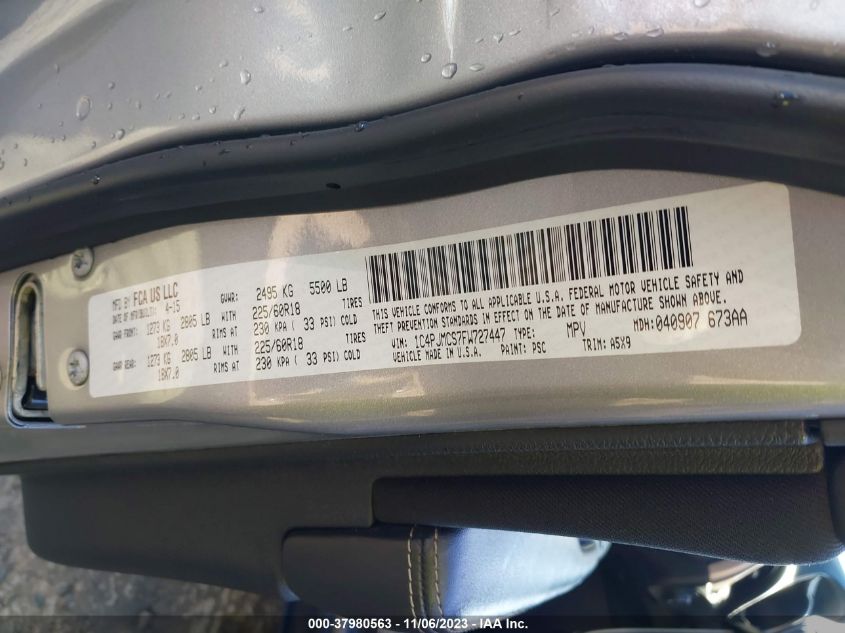 MFD BY FCA US LLC
DATE OF MFR/BUILT: 4-15 GVWR: 2495 KG 5500 LB
GAWR FRONT: 1273 KG 2805 LB WITH 225/60R18 TIRES
18X7.0 RIMS AT 230 KPA ( 33 PSI) COLD
GAWR REAR: 1273 KG 2805 LB WITH 225/60R18 TIRES
18X7.0 RIMS AT 230 KPA ( 33 PSI) COLD
THIS VEHICLE CONFORMS TO ALL APPLICABLE U.S.A. FEDERAL MOTOR VEHICLE SAFETY AND
THEFT PREVENTION STANDARDS IN EFFECT ON THE DATE OF MANUFACTURE SHOWN ABOVE.
VIN: 1C4PJMCS7FW727447 TYPE: MPV MDH: 040907 673AA
VEHICLE MADE IN U.S.A. PAINT: PSC TRIM: A5X9
000-37980563 - 11/06/2023 - IAA Inc.